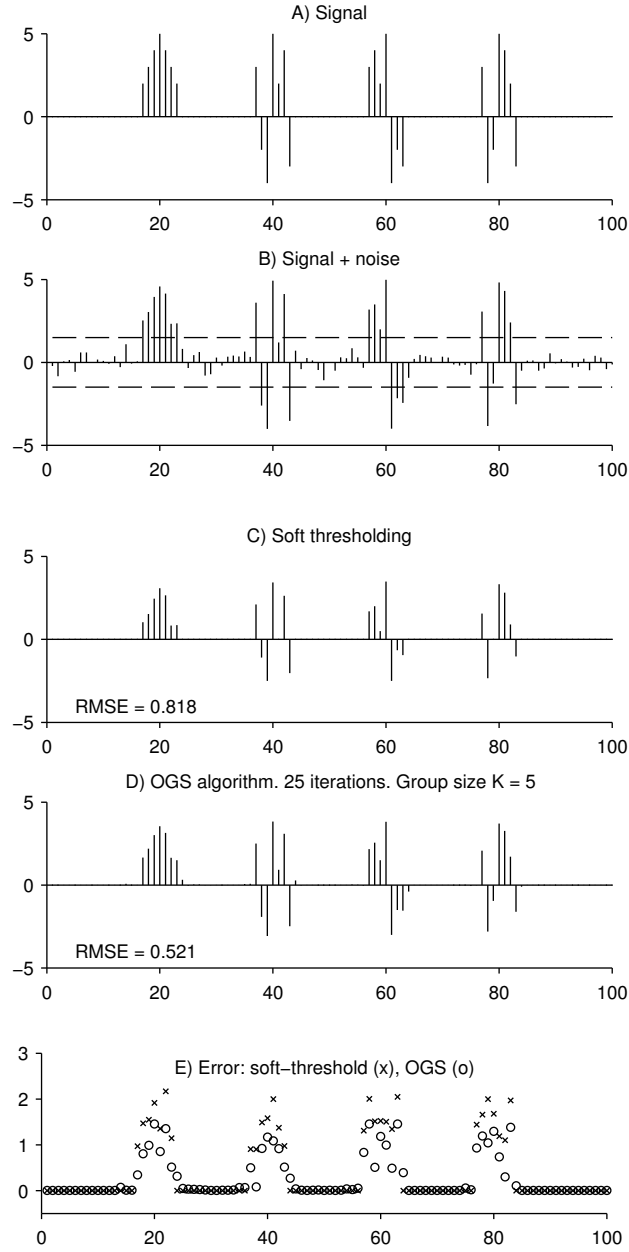 A) Signal
5
0
−5
0 20 40 60 80 100
B) Signal + noise
5
0
−5
0 20 40 60 80 100
C) Soft thresholding
5
0
RMSE = 0.818
−5
0 20 40 60 80 100
D) OGS algorithm. 25 iterations. Group size K = 5
5
0
RMSE = 0.521
−5
0 20 40 60 80 100
3
E) Error: soft−threshold (x), OGS (o)
2
1
0
0 20 40 60 80 100